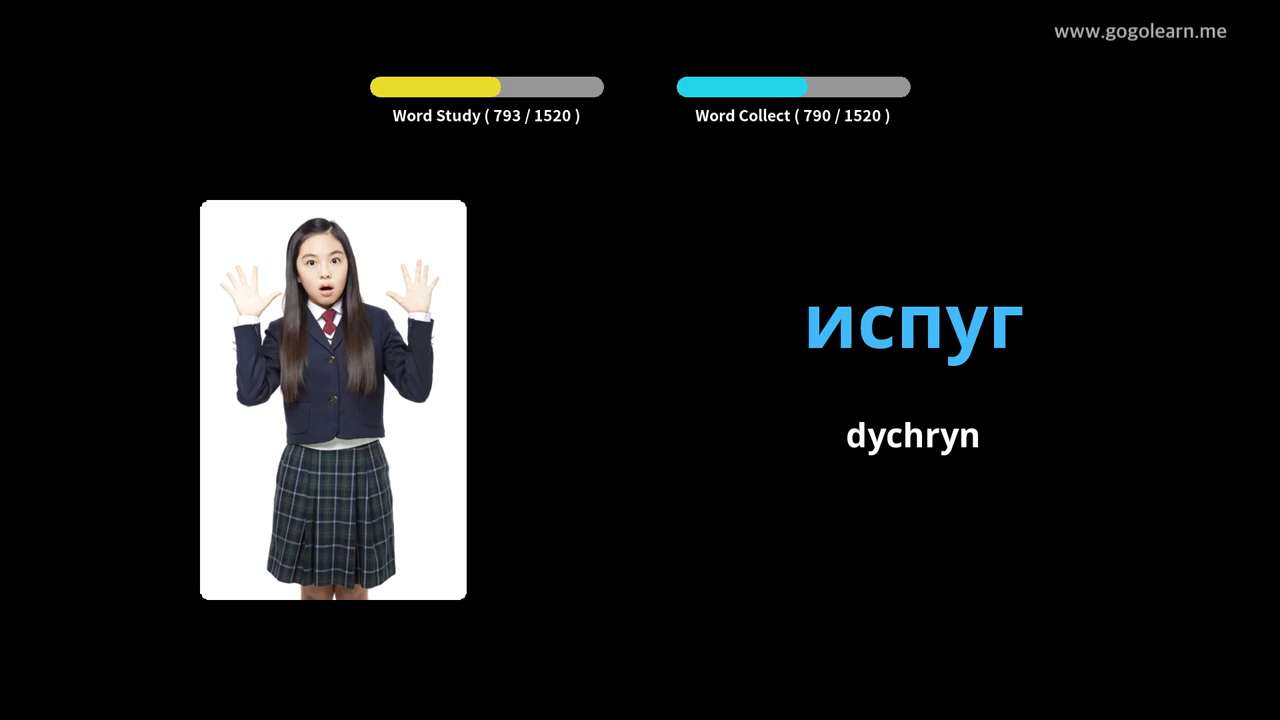 www.gogolearn.me
Word Study ( 793 / 1520 )
Word Collect ( 790 / 1520 )
испуг
dychryn